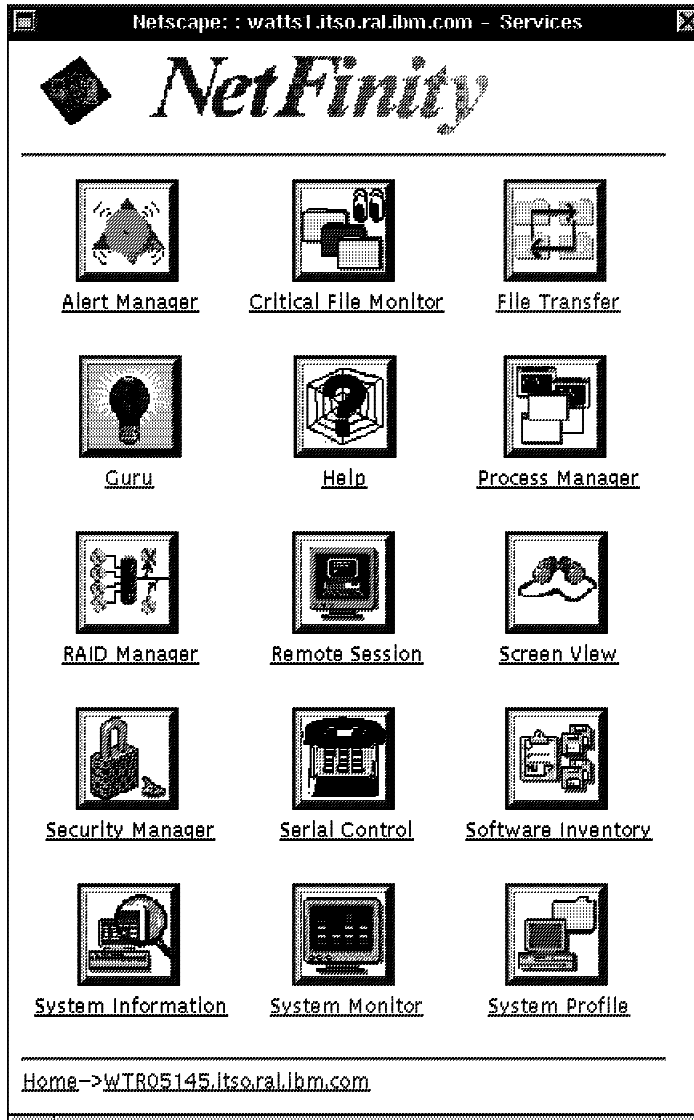 Netscape: : watts1.itso.ral.ibm.com - Services
NetFinity
Alert Manager
Critical File Monitor
File Transfer
Guru
Help
Process Manager
RAID Manager
Remote Session
Screen View
Security Manager
Serial Control
Software Inventory
System Information
System Monitor
System Profile
Home->WTR05145.itso.ral.ibm.com